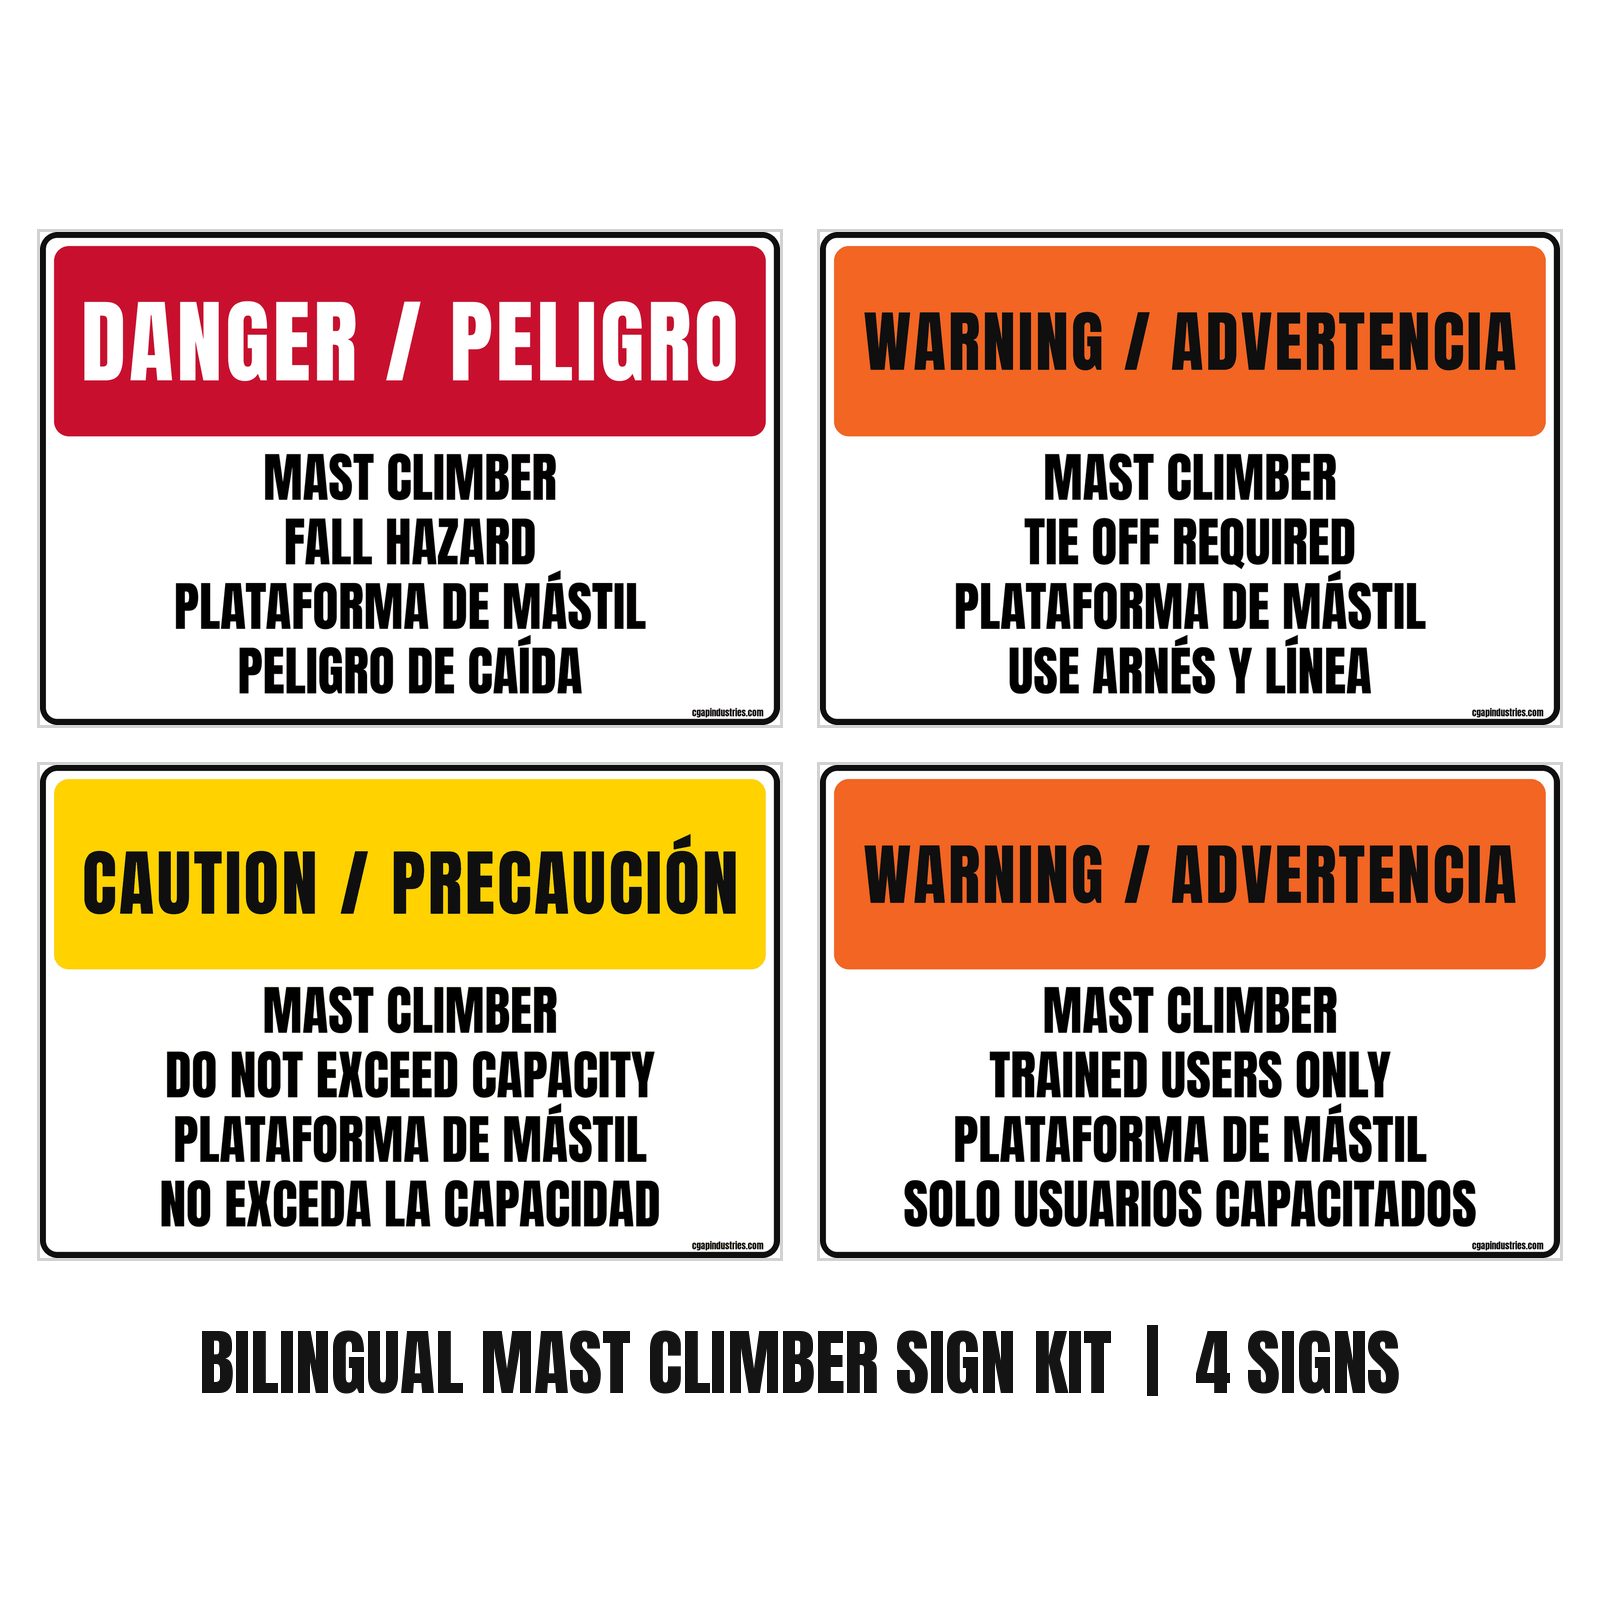 DANGER / PELIGRO
MAST CLIMBER
FALL HAZARD
PLATAFORMA DE MÁSTIL
PELIGRO DE CAÍDA
cgapindustries.com
WARNING / ADVERTENCIA
MAST CLIMBER
TIE OFF REQUIRED
PLATAFORMA DE MÁSTIL
USE ARNÉS Y LÍNEA
cgapindustries.com
CAUTION / PRECAUCIÓN
MAST CLIMBER
DO NOT EXCEED CAPACITY
PLATAFORMA DE MÁSTIL
NO EXCEDA LA CAPACIDAD
cgapindustries.com
WARNING / ADVERTENCIA
MAST CLIMBER
TRAINED USERS ONLY
PLATAFORMA DE MÁSTIL
SOLO USUARIOS CAPACITADOS
cgapindustries.com
BILINGUAL MAST CLIMBER SIGN KIT | 4 SIGNS